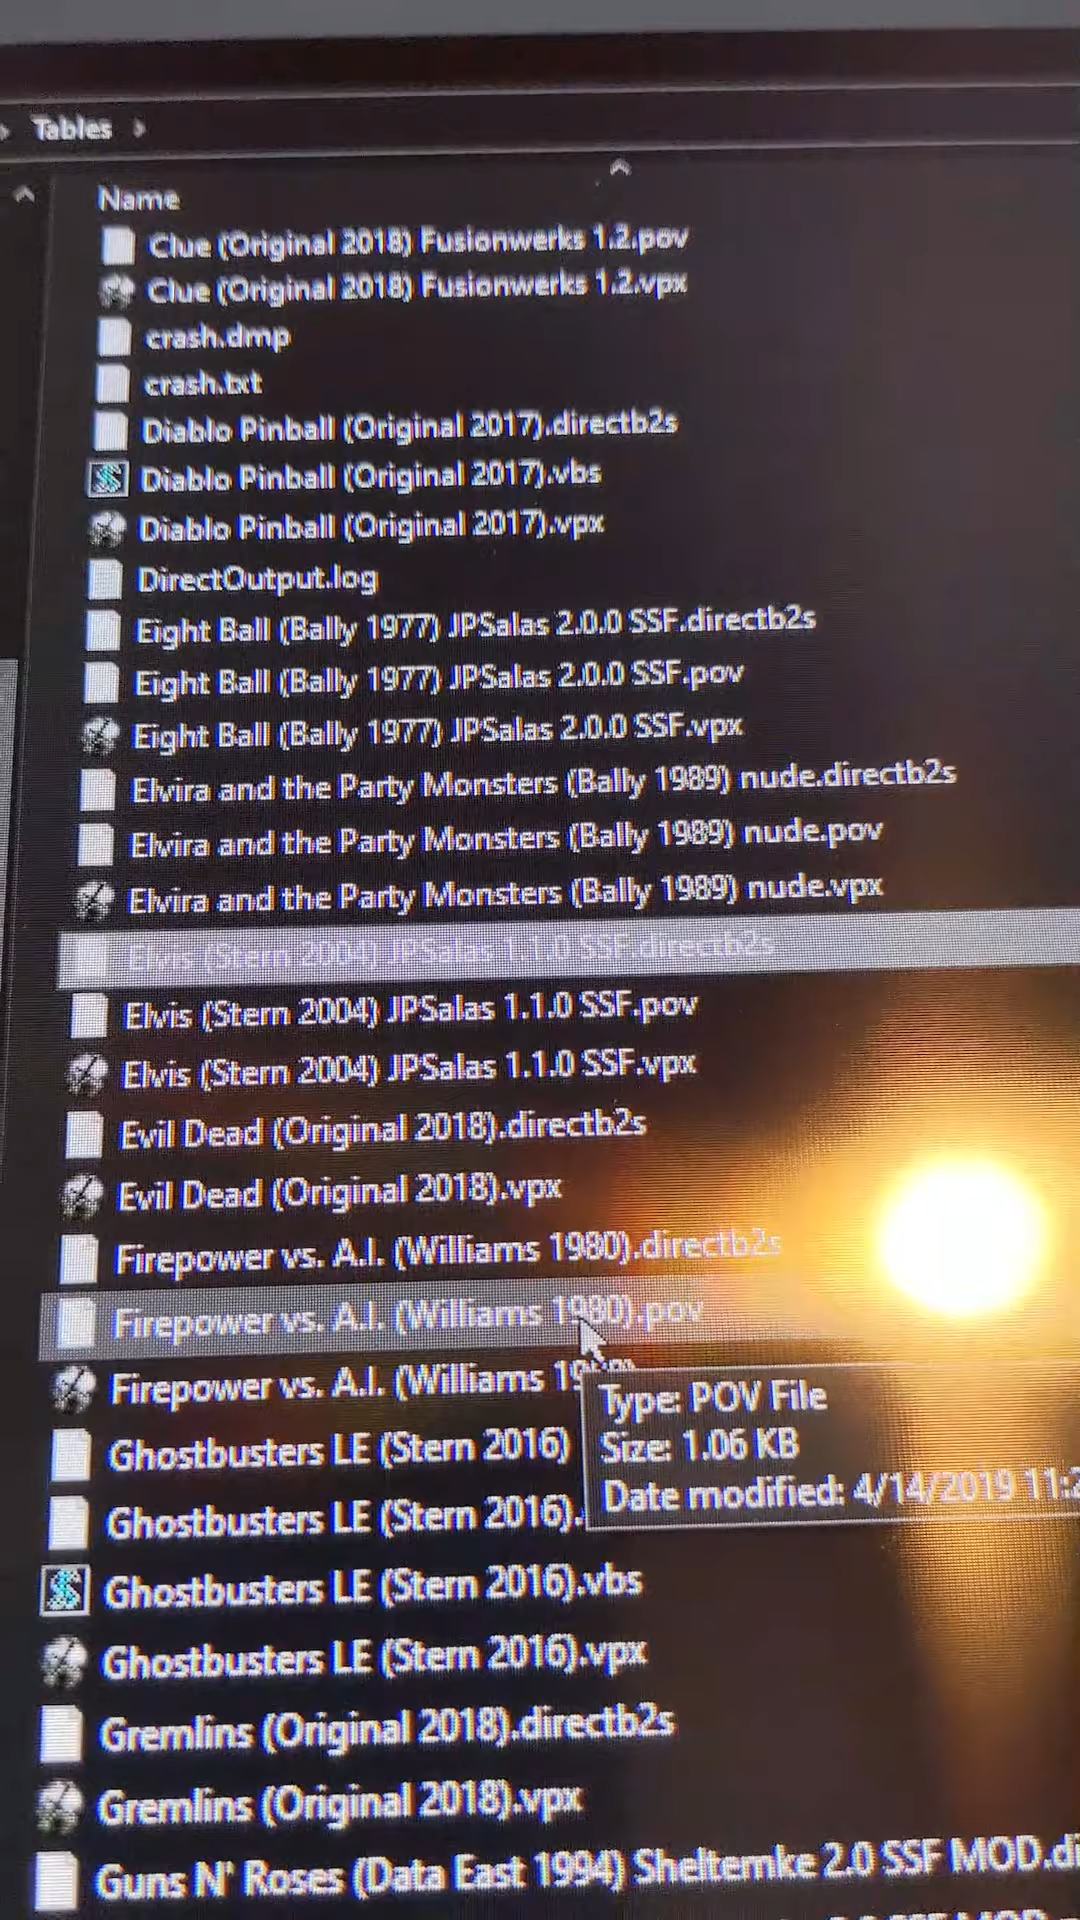 Tables
Name
Clue (Original 2018) Fusionwerks 1.2.pov
Clue (Original 2018) Fusionwerks 1.2.vpx
crash.dmp
crash.txt
Diablo Pinball (Original 2017).directb2s
Diablo Pinball (Original 2017).vbs
Diablo Pinball (Original 2017).vpx
DirectOutput.log
Eight Ball (Bally 1977) JPSalas 2.0.0 SSF.directb2s
Eight Ball (Bally 1977) JPSalas 2.0.0 SSF.pov
Eight Ball (Bally 1977) JPSalas 2.0.0 SSF.vpx
Elvira and the Party Monsters (Bally 1989) nude.directb2s
Elvira and the Party Monsters (Bally 1989) nude.pov
Elvira and the Party Monsters (Bally 1989) nude.vpx
Elvis (Stern 2004) JPSalas 1.1.0 SSF.directb2s
Elvis (Stern 2004) JPSalas 1.1.0 SSF.pov
Elvis (Stern 2004) JPSalas 1.1.0 SSF.vpx
Evil Dead (Original 2018).directb2s
Evil Dead (Original 2018).vpx
Firepower vs. A.I. (Williams 1980).directb2s
Firepower vs. A.I. (Williams 1980).pov
Firepower vs. A.I. (Williams
Type: POV File
Size: 1.06 KB
Date modified: 4/14/2019 11:2
Ghostbusters LE (Stern 2016)
Ghostbusters LE (Stern 2016).
Ghostbusters LE (Stern 2016).vbs
Ghostbusters LE (Stern 2016).vpx
Gremlins (Original 2018).directb2s
Gremlins (Original 2018).vpx
Guns N' Roses (Data East 1994) Sheltemke 2.0 SSF MOD.di